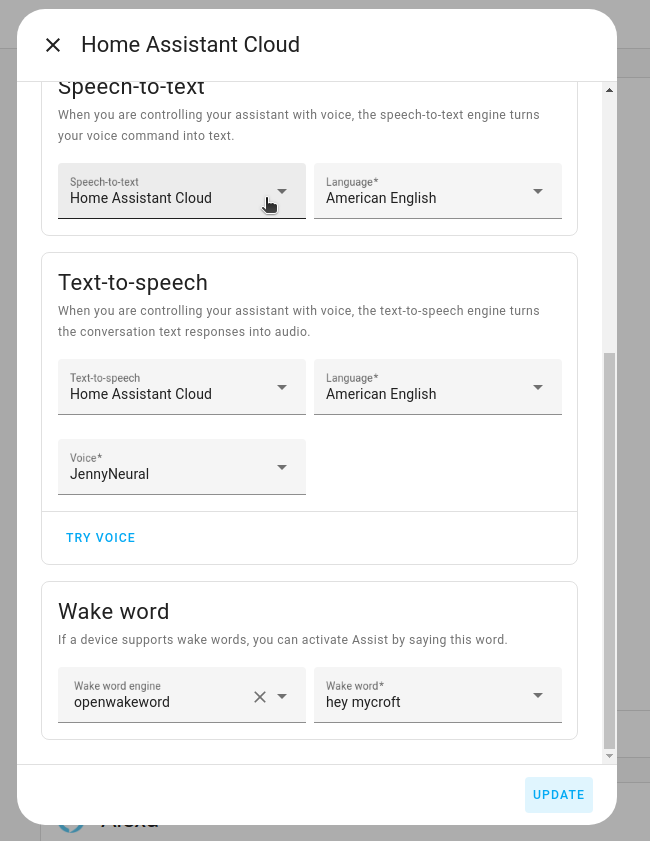 Home Assistant Cloud
Speech-to-text
When you are controlling your assistant with voice, the speech-to-text engine turns
your voice command into text.
Speech-to-text
Home Assistant Cloud
Language*
American English
Text-to-speech
When you are controlling your assistant with voice, the text-to-speech engine turns
the conversation text responses into audio.
Text-to-speech
Home Assistant Cloud
Language*
American English
Voice*
JennyNeural
TRY VOICE
Wake word
If a device supports wake words, you can activate Assist by saying this word.
Wake word engine
openwakeword
Wake word*
hey mycroft
UPDATE
Alexa